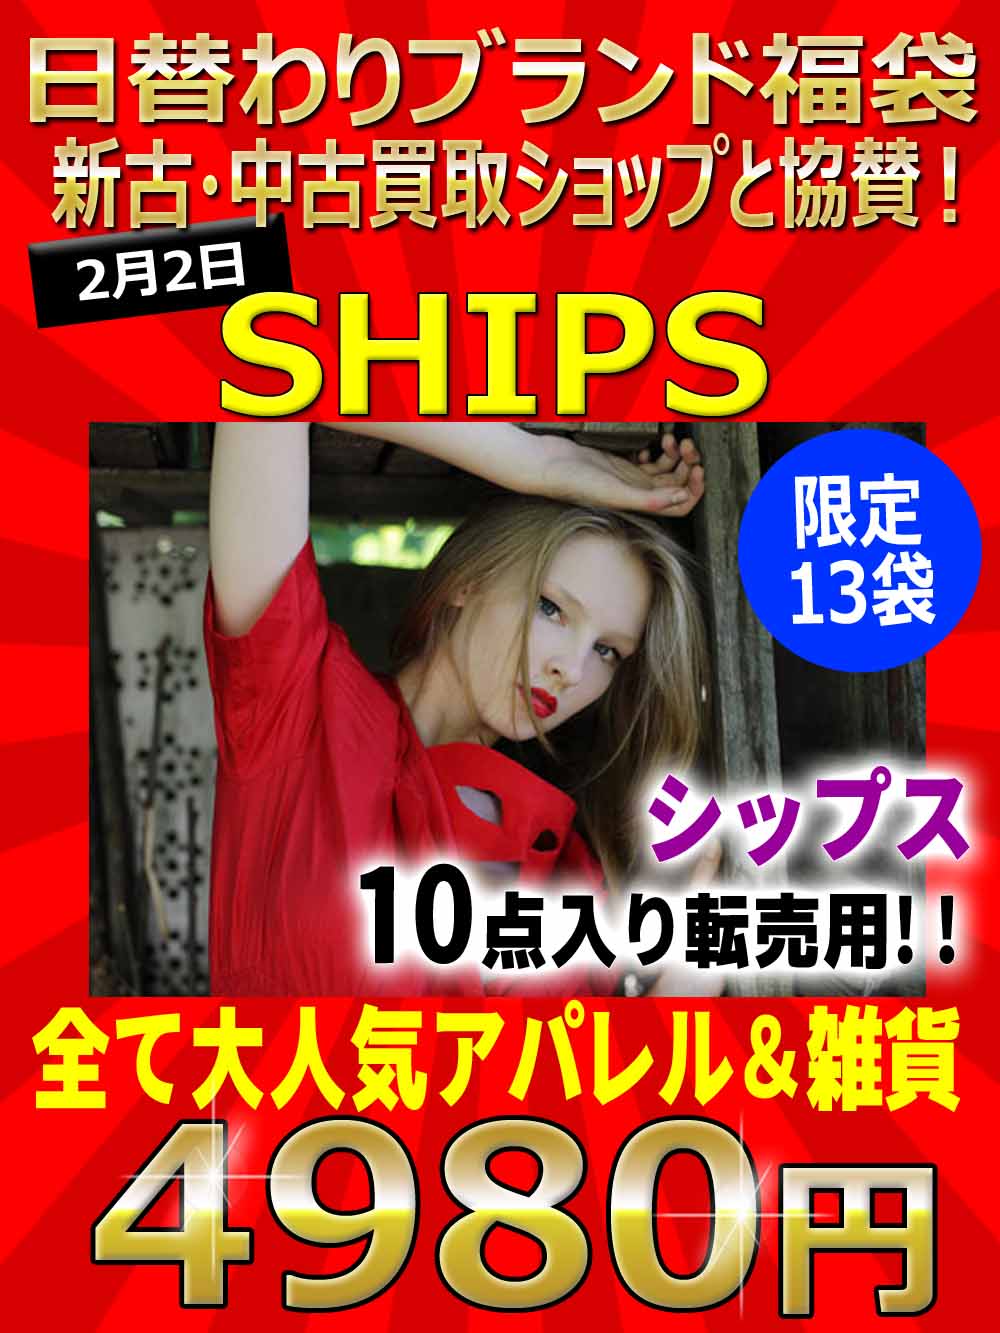 日替わりブランド福袋
新古・中古買取ショップと協賛！
2月2日
SHIPS
限定
13袋
シップス
10点入り転売用!!
全て大人気アパレル＆雑貨
4980円